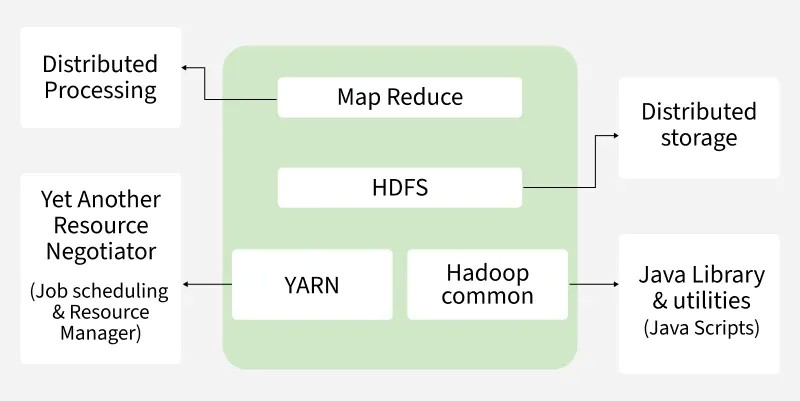 Distributed
Processing
Map Reduce
Distributed
storage
HDFS
Yet Another
Resource
Negotiator
(Job scheduling
& Resource
Manager)
YARN
Hadoop
common
Java Library
& utilities
(Java Scripts)